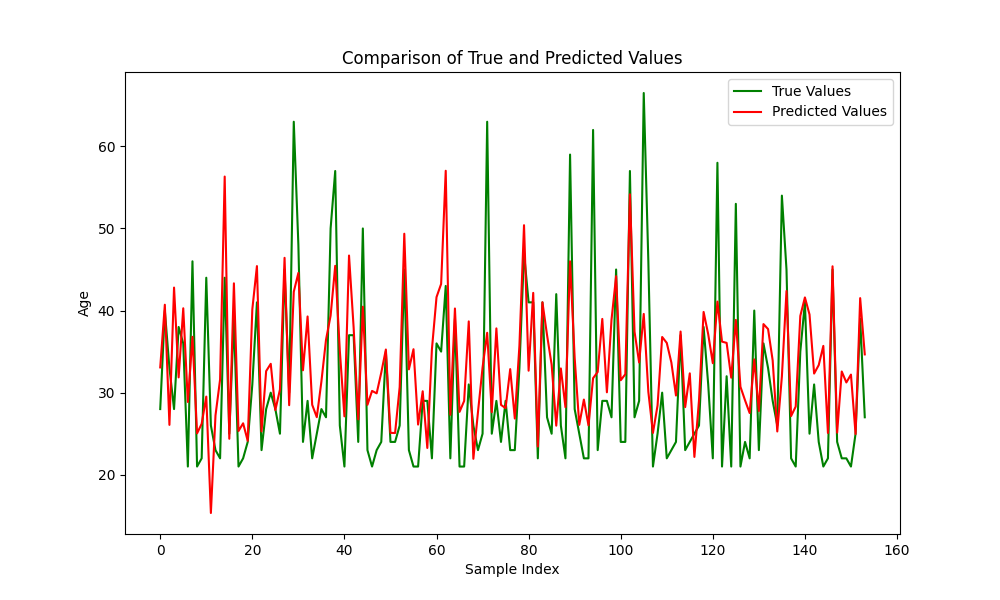 Comparison of True and Predicted Values
True Values
Predicted Values
60
50
40
30
20
Age
0 20 40 60 80 100 120 140 160
Sample Index